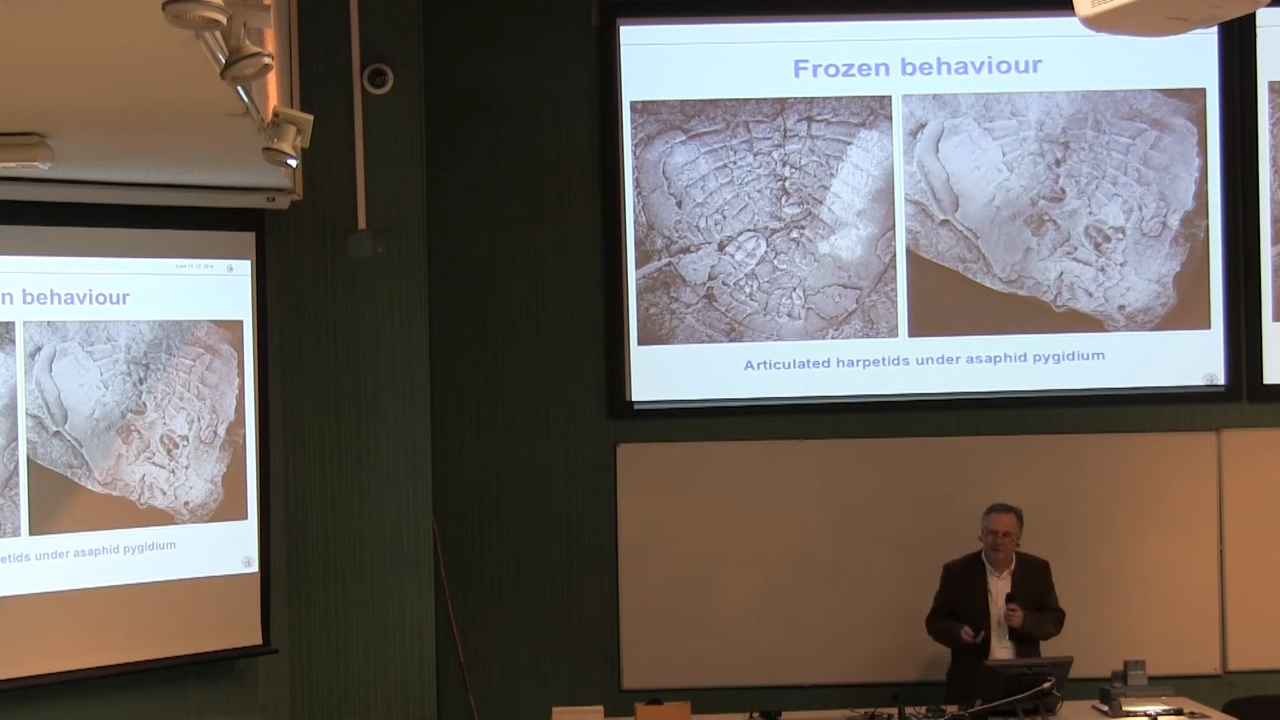 Frozen behaviour
Articulated harpetids under asaphid pygidium
n behaviour
etids under asaphid pygidium